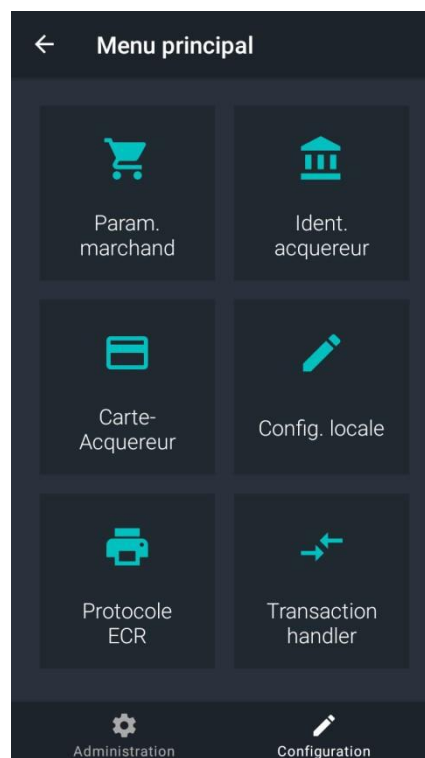 Menu principal
Param.
marchand
Ident.
acquereur
Carte-
Acquereur
Config. locale
Protocole
ECR
Transaction
handler
Administration
Configuration